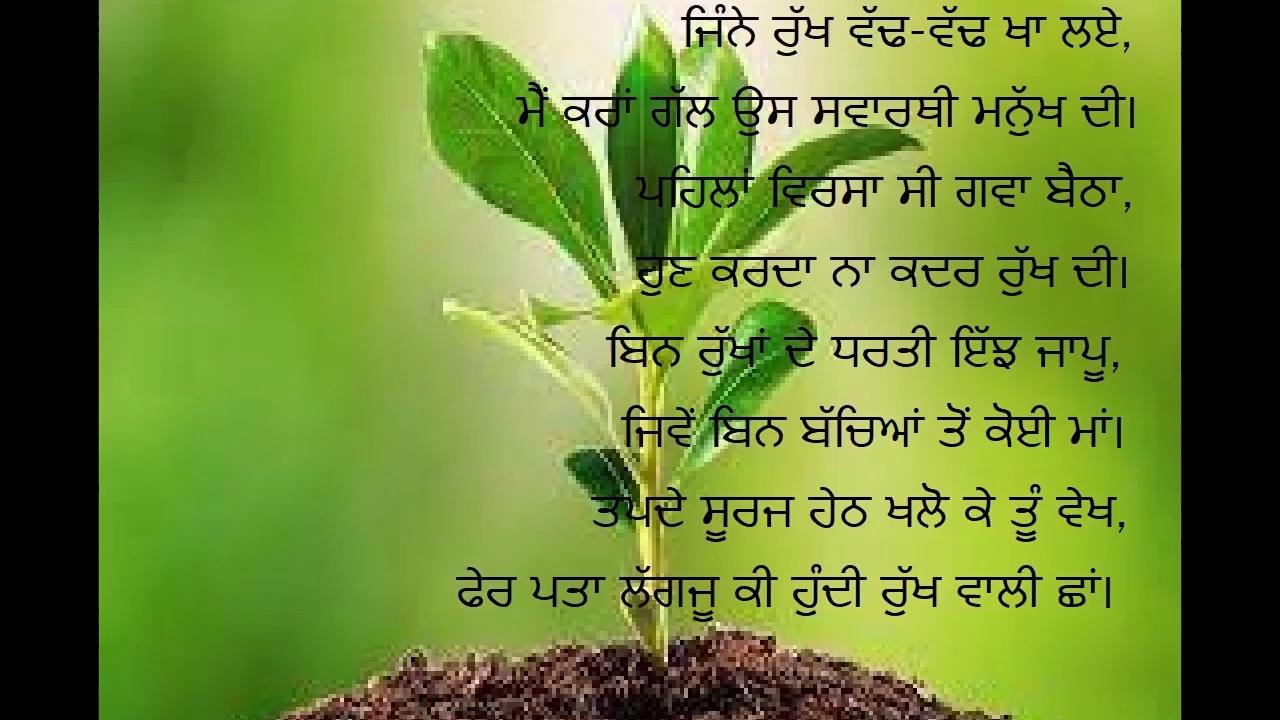 ਜਿੰਨੇ ਰੁੱਖ ਵੱਢ-ਵੱਢ ਖਾ ਲਏ,
ਮੈਂ ਕਰਾਂ ਗੱਲ ਉਸ ਸਵਾਰਥੀ ਮਨੁੱਖ ਦੀ।
ਪਹਿਲਾਂ ਵਿਰਸਾ ਸੀ ਗਵਾ ਬੈਠਾ,
ਹੁਣ ਕਰਦਾ ਨਾ ਕਦਰ ਰੁੱਖ ਦੀ।
ਬਿਨ ਰੁੱਖਾਂ ਦੇ ਧਰਤੀ ਇੱਝ ਜਾਪੂ,
ਜਿਵੇਂ ਬਿਨ ਬੱਚਿਆਂ ਤੋਂ ਕੋਈ ਮਾਂ।
ਤਪਦੇ ਸੂਰਜ ਹੇਠ ਖਲੋ ਕੇ ਤੂੰ ਵੇਖ,
ਫੇਰ ਪਤਾ ਲੱਗਜੂ ਕੀ ਹੁੰਦੀ ਰੁੱਖ ਵਾਲੀ ਛਾਂ।